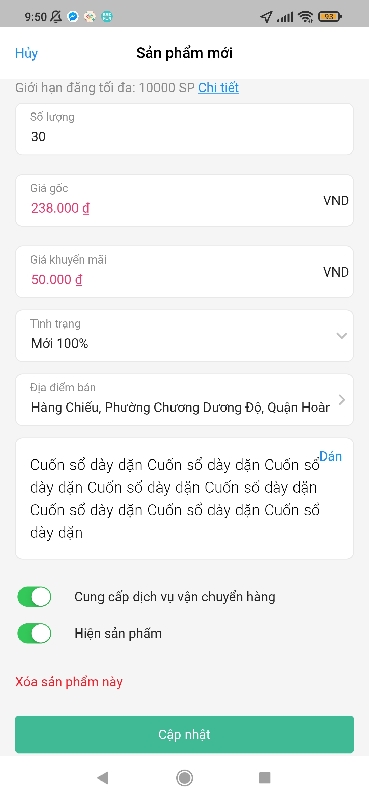 9:50
93
Hủy
Sản phẩm mới
Giới hạn đăng tối đa: 10000 SP Chi tiết
Số lượng
30
Giá gốc
238.000 ₫
VND
Giá khuyến mãi
50.000 ₫
VND
Tình trạng
Mới 100%
Địa điểm bán
Hàng Chiếu, Phường Chương Dương Độ, Quận Hoàr
Dán
Cuốn sổ dày dặn Cuốn sổ dày dặn Cuốn sổ
dày dặn Cuốn sổ dày dặn Cuốn sổ dày dặn
Cuốn sổ dày dặn Cuốn sổ dày dặn Cuốn sổ
dày dặn
Cung cấp dịch vụ vận chuyển hàng
Hiện sản phẩm
Xóa sản phẩm này
Cập nhật